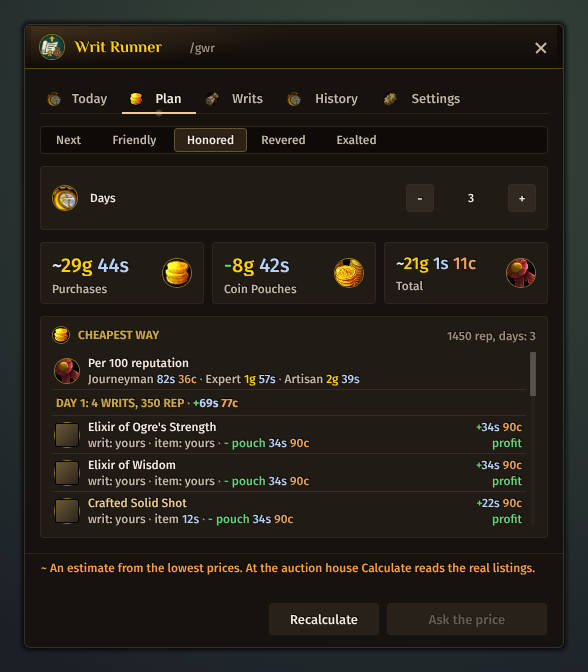 Writ Runner /gwr
Today Plan Writs History Settings
Next Friendly Honored Revered Exalted
Days - 3 +
~29g 44s
Purchases
-8g 42s
Coin Pouches
~21g 1s 11c
Total
CHEAPEST WAY 1450 rep, days: 3
Per 100 reputation
Journeyman 82s 36c · Expert 1g 57s · Artisan 2g 39s
DAY 1: 4 WRITS, 350 REP · +69s 77c
Elixir of Ogre's Strength +34s 90c
writ: yours · item: yours · - pouch 34s 90c profit
Elixir of Wisdom +34s 90c
writ: yours · item: yours · - pouch 34s 90c profit
Crafted Solid Shot +22s 90c
writ: yours · item 12s · - pouch 34s 90c profit
~ An estimate from the lowest prices. At the auction house Calculate reads the real listings.
Recalculate Ask the price